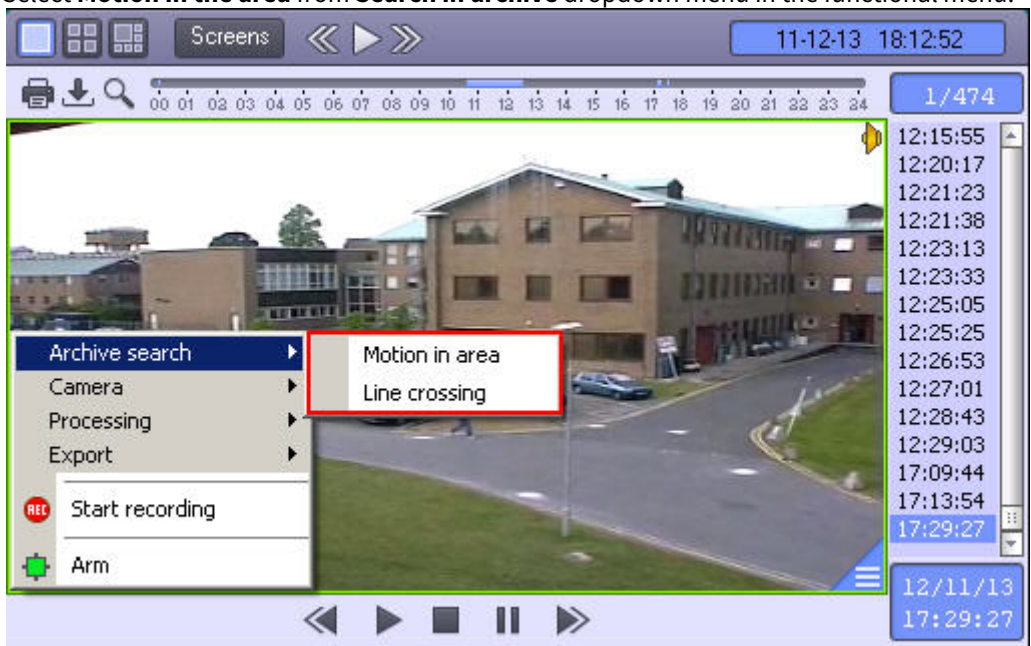 Select Motion in the area from Search in archive dropdown menu in the functional menu.
Screens
11-12-13 18:12:52
00 01 02 03 04 05 06 07 08 09 10 11 12 13 14 15 16 17 18 19 20 21 22 23 24
1/474
12:15:55
12:20:17
12:21:23
12:21:38
12:23:13
12:23:33
12:25:05
12:25:25
12:26:53
12:27:01
12:28:43
12:29:03
17:09:44
17:13:54
17:29:27
Archive search
Motion in area
Camera
Line crossing
Processing
Export
REC Start recording
Arm
12/11/13
17:29:27